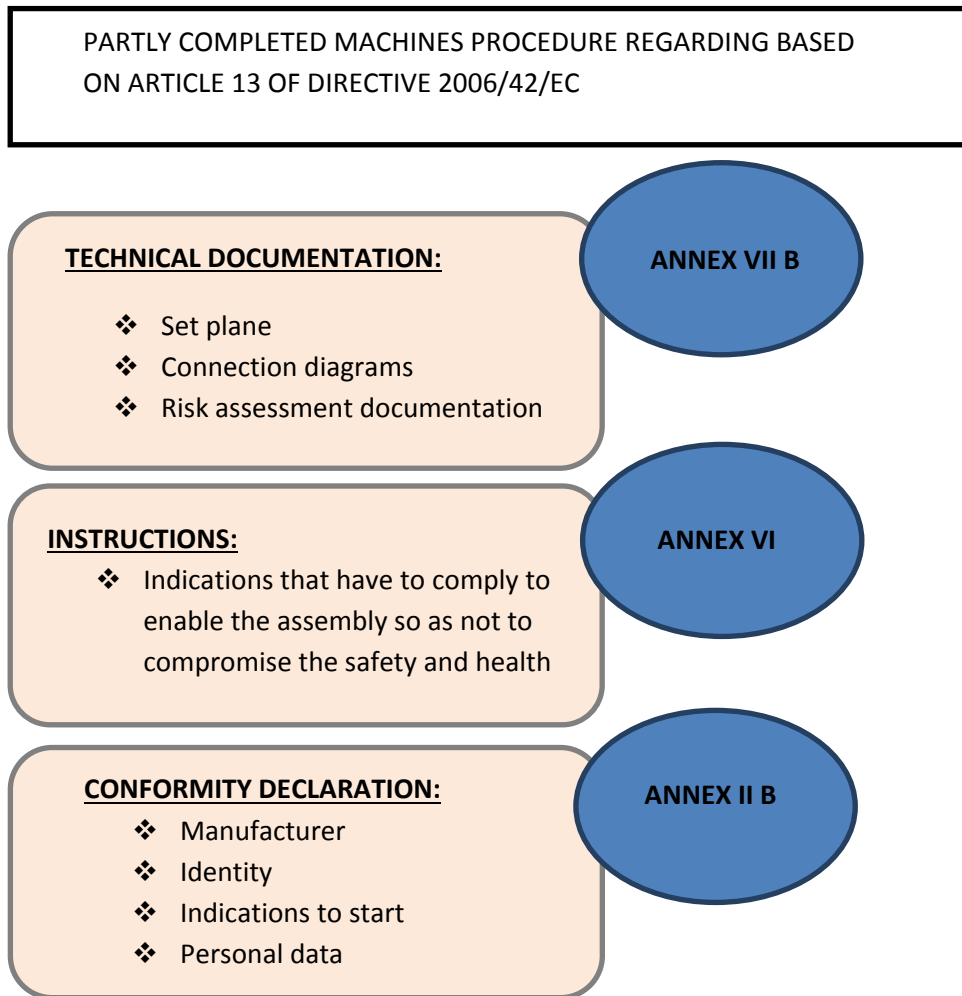 PARTLY COMPLETED MACHINES PROCEDURE REGARDING BASED
ON ARTICLE 13 OF DIRECTIVE 2006/42/EC
TECHNICAL DOCUMENTATION:
❖ Set plane
❖ Connection diagrams
❖ Risk assessment documentation
ANNEX VII B
INSTRUCTIONS:
❖ Indications that have to comply to
enable the assembly so as not to
compromise the safety and health
ANNEX VI
CONFORMITY DECLARATION:
❖ Manufacturer
❖ Identity
❖ Indications to start
❖ Personal data
ANNEX II B